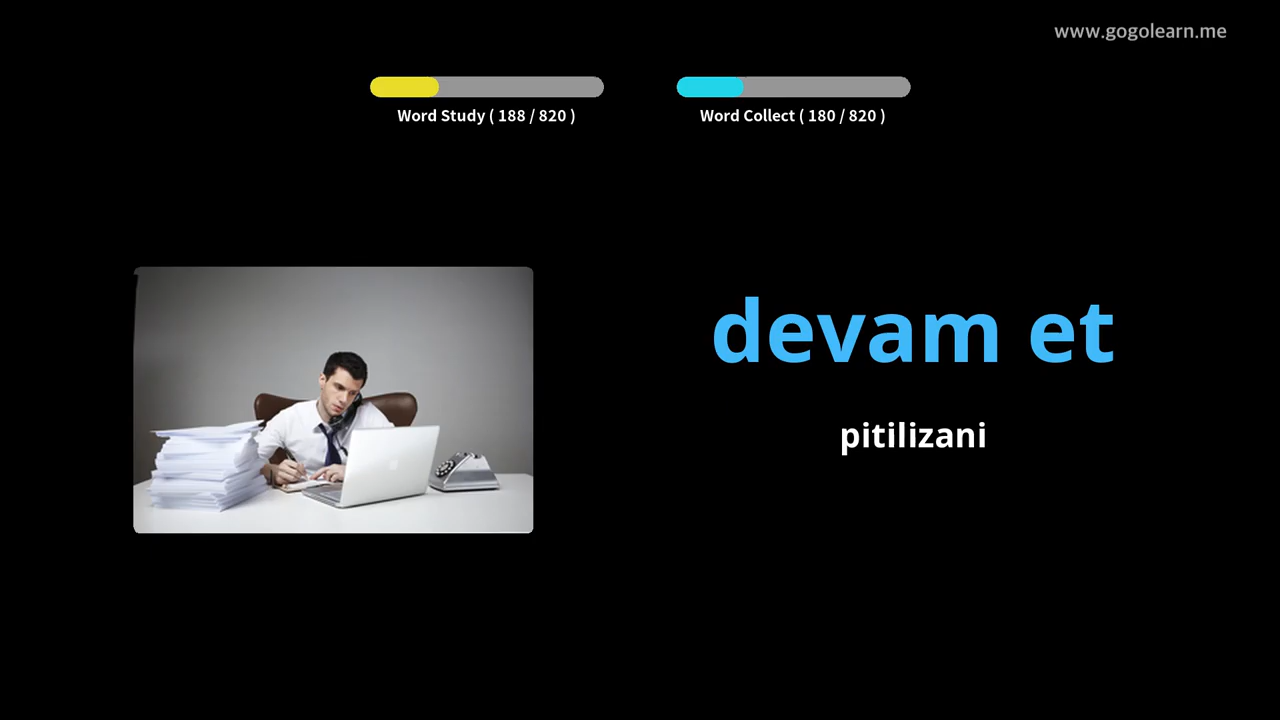 www.gogolearn.me
Word Study ( 188 / 820 )
Word Collect ( 180 / 820 )
devam et
pitilizani